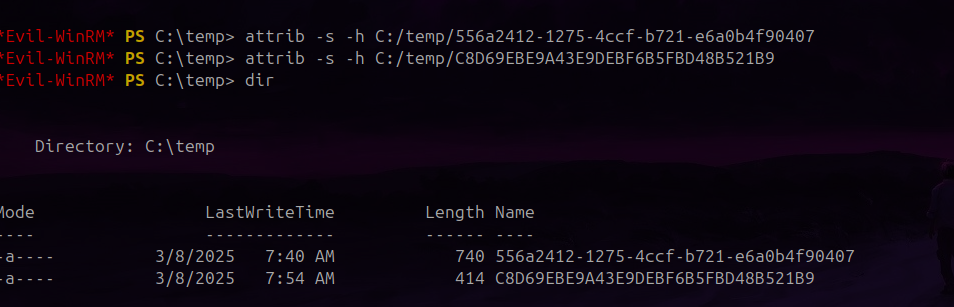 *Evil-WinRM* PS C:\temp> attrib -s -h C:/temp/556a2412-1275-4ccf-b721-e6a0b4f90407
*Evil-WinRM* PS C:\temp> attrib -s -h C:/temp/C8D69EBE9A43E9DEBF6B5FBD48B521B9
*Evil-WinRM* PS C:\temp> dir
Directory: C:\temp
Mode LastWriteTime Length Name
---- ------------- ------ ----
-a---- 3/8/2025 7:40 AM 740 556a2412-1275-4ccf-b721-e6a0b4f90407
-a---- 3/8/2025 7:54 AM 414 C8D69EBE9A43E9DEBF6B5FBD48B521B9